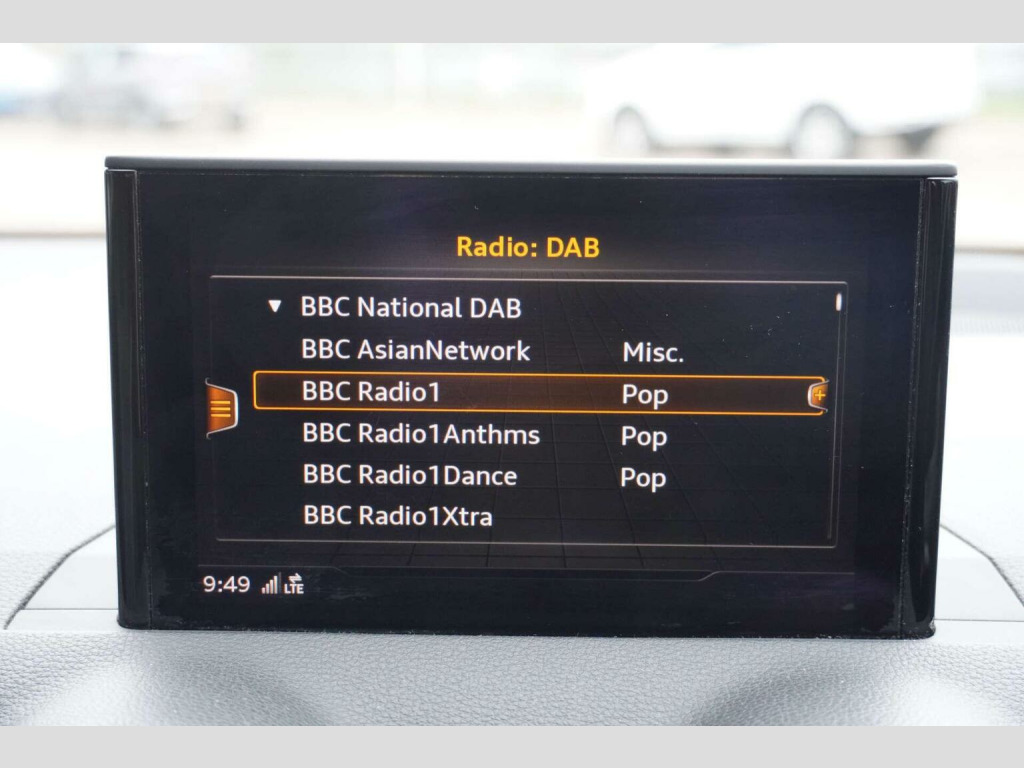 Radio: DAB
▼ BBC National DAB
BBC AsianNetwork Misc.
BBC Radio1 Pop
BBC Radio1Anthms Pop
BBC Radio1Dance Pop
BBC Radio1Xtra
9:49 LTE